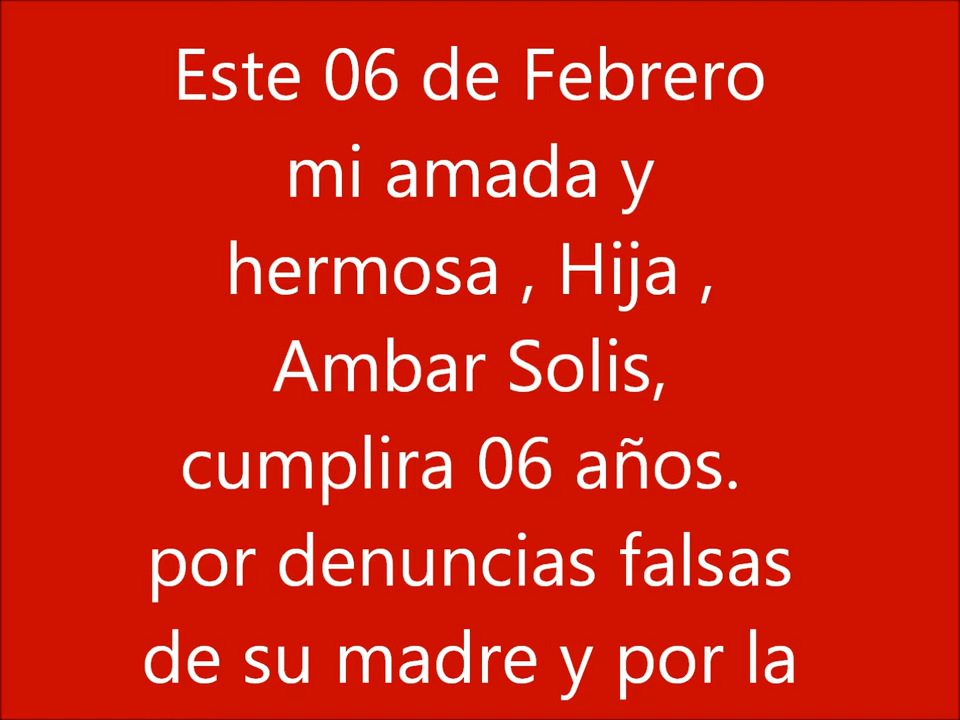 Este 06 de Febrero
mi amada y
hermosa , Hija ,
Ambar Solis,
cumplira 06 años.
por denuncias falsas
de su madre y por la